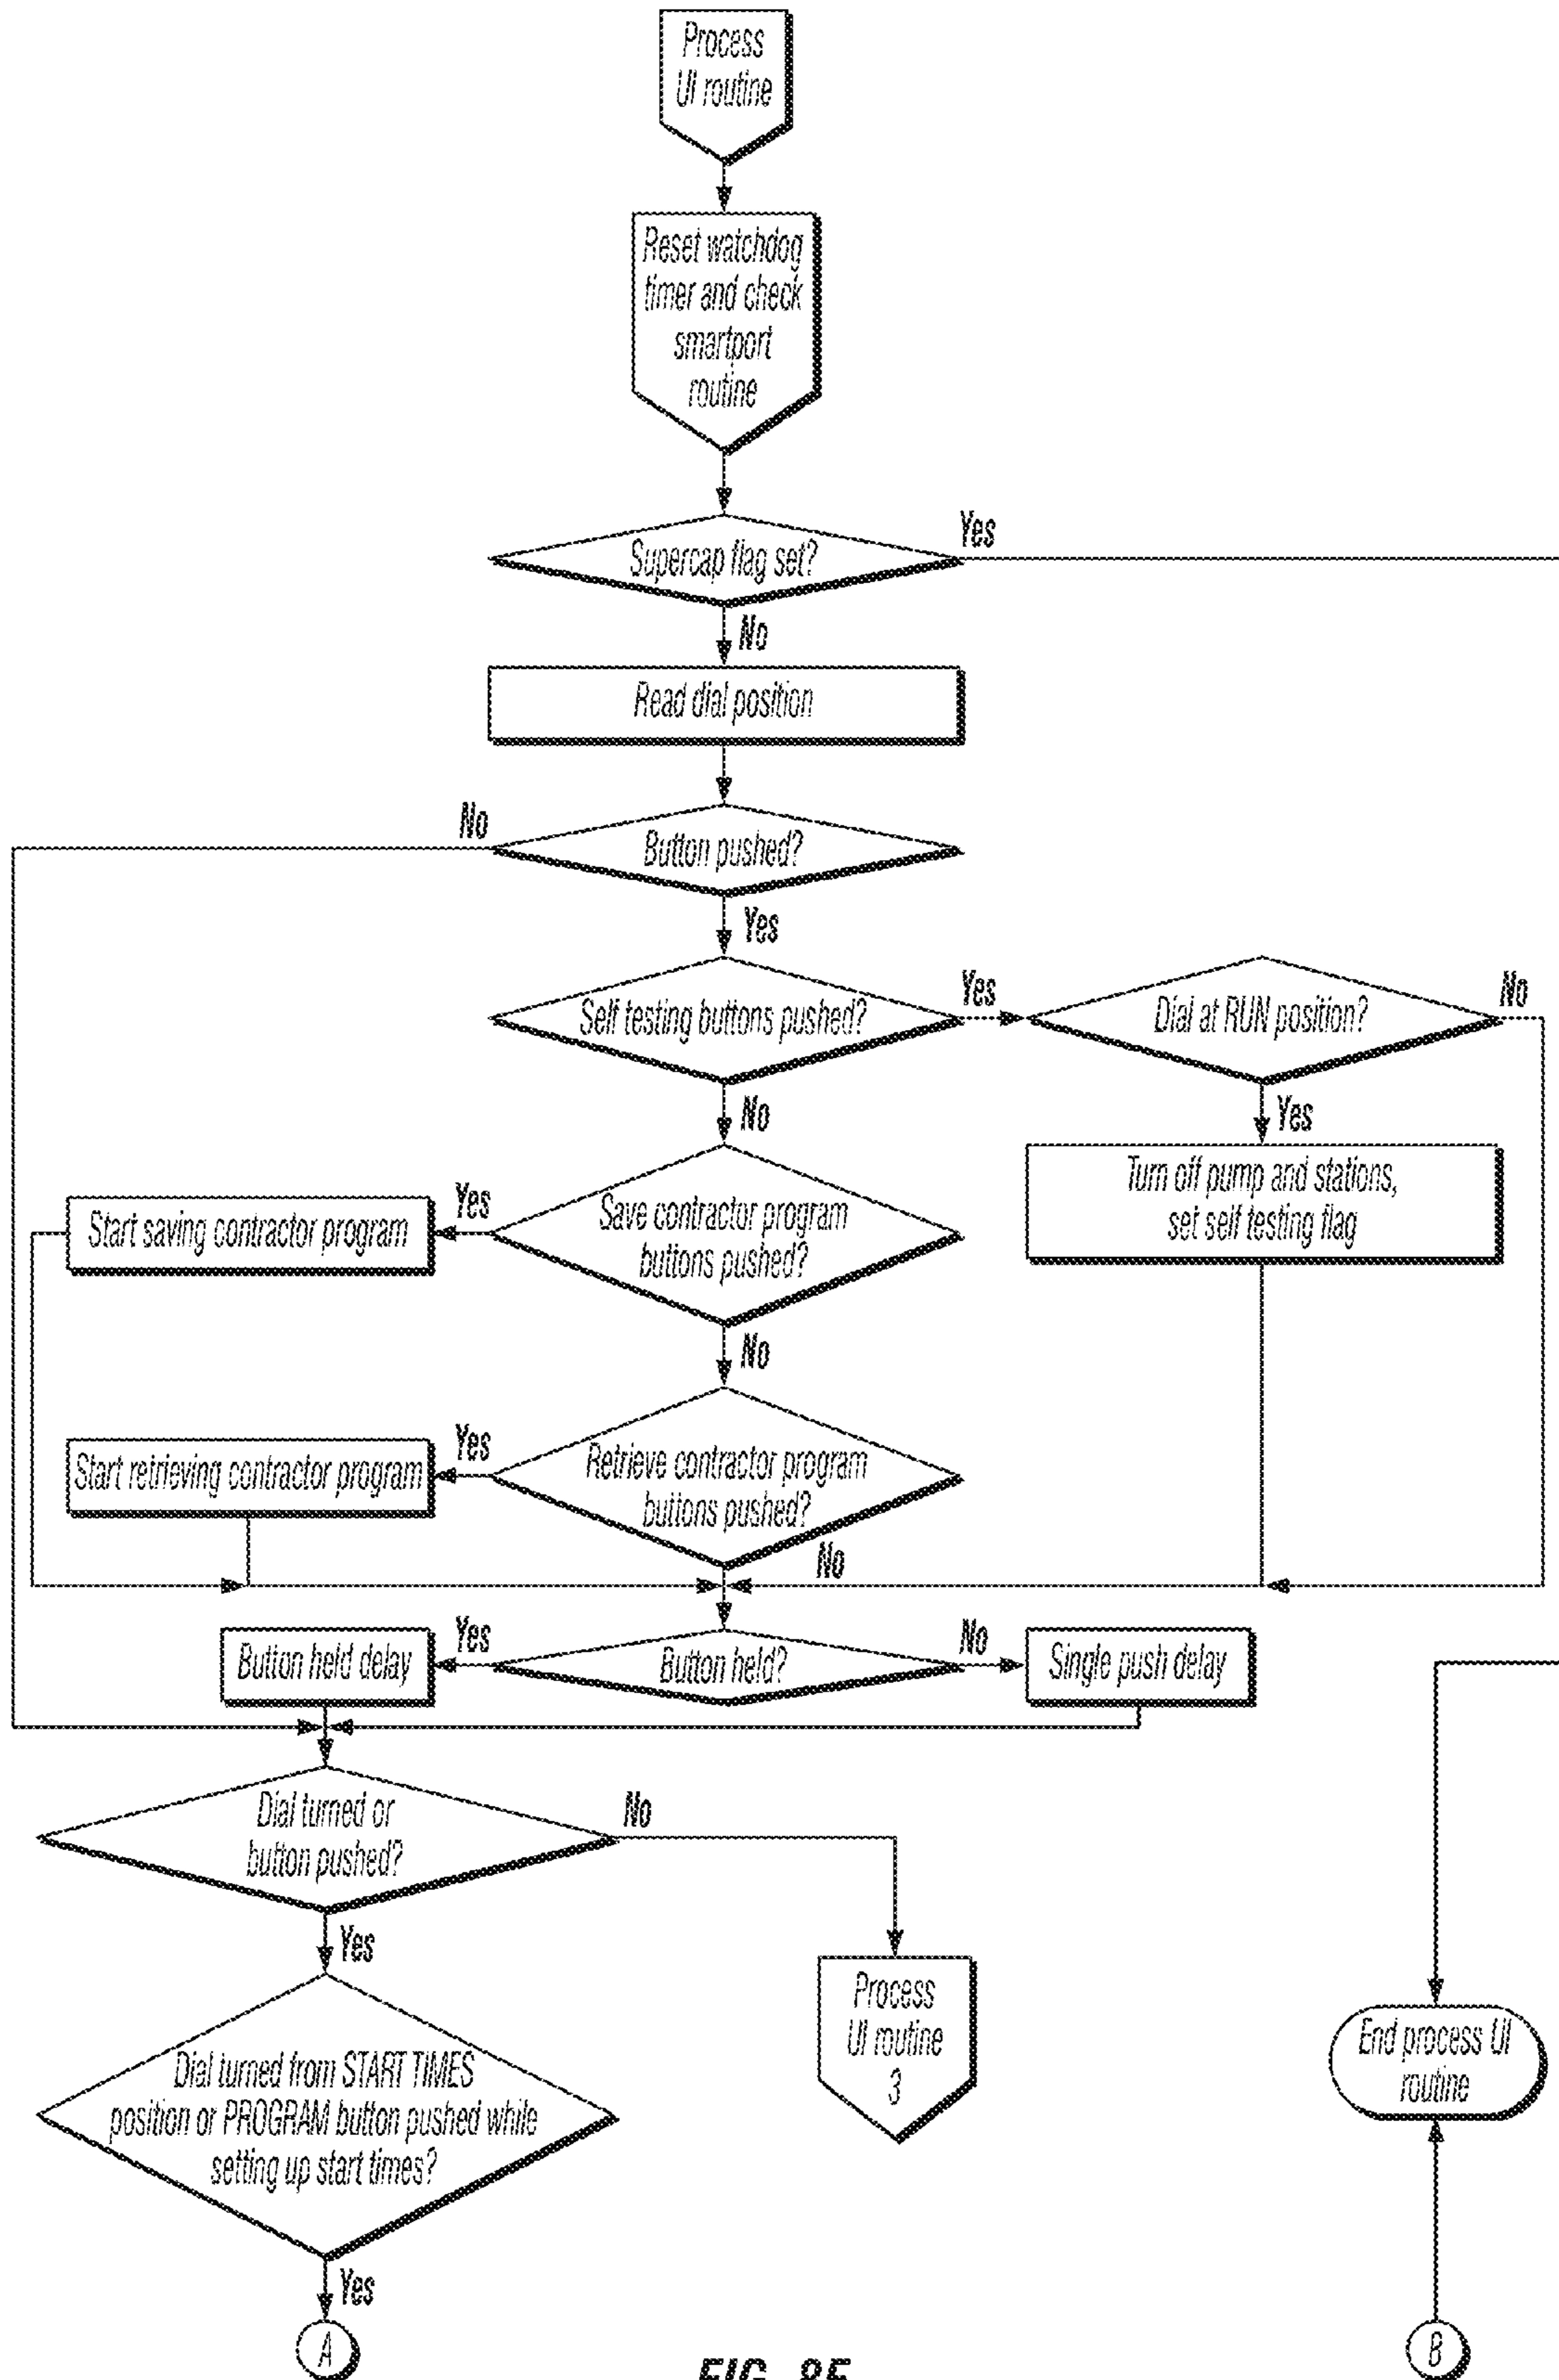 Process
UI routine
Reset watchdog
timer and check
smartport
routine
Supercap flag set?
Yes
No
Read dial position
No
Button pushed?
Yes
Self testing buttons pushed?
Yes
Dial at RUN position?
No
No
Yes
Start saving contractor program
Yes
Save contractor program
buttons pushed?
Turn off pump and stations,
set self testing flag
No
Start retrieving contractor program
Yes
Retrieve contractor program
buttons pushed?
No
Button held delay
Yes
Button held?
No
Single push delay
Dial turned or
button pushed?
No
Yes
Process
UI routine
3
End process UI
routine
Dial turned from START TIMES
position or PROGRAM button pushed while
setting up start times?
Yes
A
B